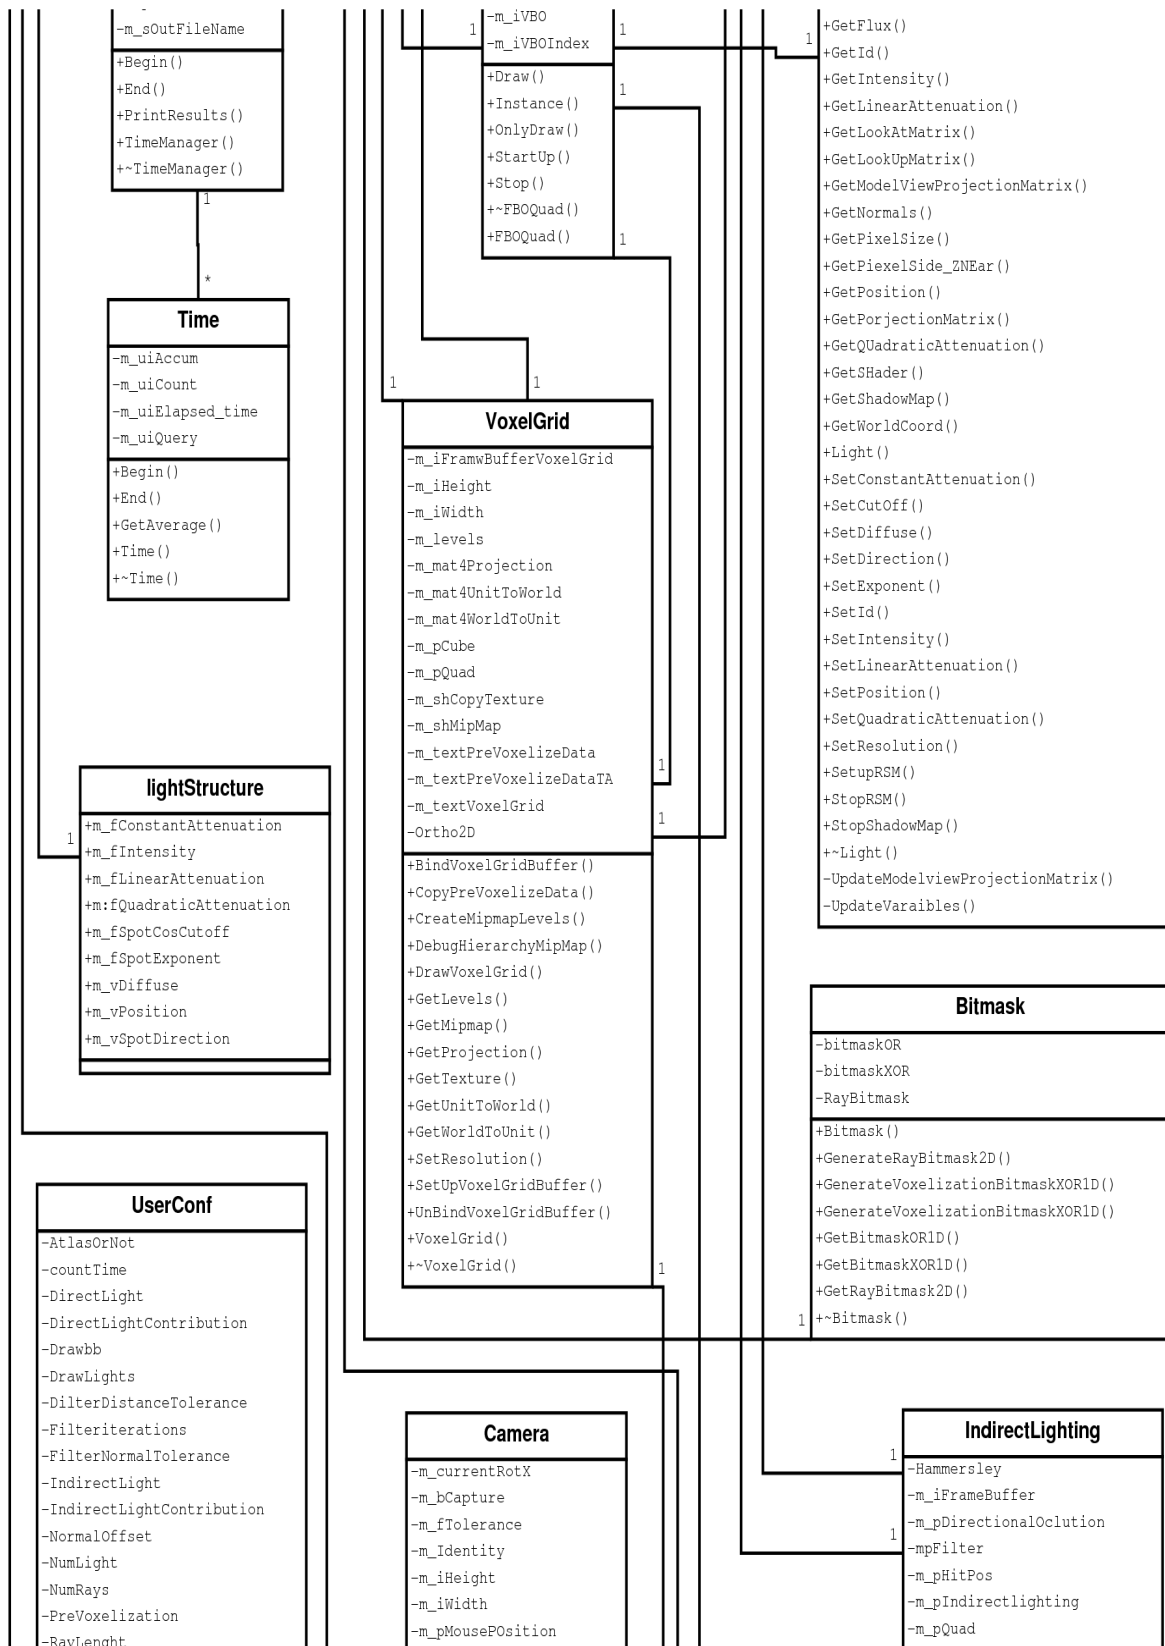 -m_sOutFileName
+Begin()
+End()
+PrintResults()
+TimeManager()
+~TimeManager()
1
*
Time
-m_uiAccum
-m_uiCount
-m_uiElapsed_time
-m_uiQuery
+Begin()
+End()
+GetAverage()
+Time()
+~Time()
1
lightStructure
+m_fConstantAttenuation
+m_fIntensity
+m_fLinearAttenuation
+m:fQuadraticAttenuation
+m_fSpotCosCutoff
+m_fSpotExponent
+m_vDiffuse
+m_vPosition
+m_vSpotDirection
UserConf
-AtlasOrNot
-countTime
-DirectLight
-DirectLightContribution
-Drawbb
-DrawLights
-DilterDistanceTolerance
-Filteriterations
-FilterNormalTolerance
-IndirectLight
-IndirectLightContribution
-NormalOffset
-NumLight
-NumRays
-PreVoxelization
-RayLenght
-m_iVBO
-m_iVBOIndex
1
1
+Draw()
+Instance()
+OnlyDraw()
+StartUp()
+Stop()
+~FBOQuad()
+FBOQuad()
1
1
1
1
VoxelGrid
-m_iFramwBufferVoxelGrid
-m_iHeight
-m_iWidth
-m_levels
-m_mat4Projection
-m_mat4UnitToWorld
-m_mat4WorldToUnit
-m_pCube
-m_pQuad
-m_shCopyTexture
-m_shMipMap
-m_textPreVoxelizeData
-m_textPreVoxelizeDataTA
-m_textVoxelGrid
-Ortho2D
1
1
+BindVoxelGridBuffer()
+CopyPreVoxelizeData()
+CreateMipmapLevels()
+DebugHierarchyMipMap()
+DrawVoxelGrid()
+GetLevels()
+GetMipmap()
+GetProjection()
+GetTexture()
+GetUnitToWorld()
+GetWorldToUnit()
+SetResolution()
+SetUpVoxelGridBuffer()
+UnBindVoxelGridBuffer()
+VoxelGrid()
+~VoxelGrid()
1
Camera
-m_currentRotX
-m_bCapture
-m_fTolerance
-m_Identity
-m_iHeight
-m_iWidth
-m_pMousePOsition
1
+GetFlux()
+GetId()
+GetIntensity()
+GetLinearAttenuation()
+GetLookAtMatrix()
+GetLookUpMatrix()
+GetModelViewProjectionMatrix()
+GetNormals()
+GetPixelSize()
+GetPiexelSide_ZNEar()
+GetPosition()
+GetPorjectionMatrix()
+GetQUadraticAttenuation()
+GetSHader()
+GetShadowMap()
+GetWorldCoord()
+Light()
+SetConstantAttenuation()
+SetCutOff()
+SetDiffuse()
+SetDirection()
+SetExponent()
+SetId()
+SetIntensity()
+SetLinearAttenuation()
+SetPosition()
+SetQuadraticAttenuation()
+SetResolution()
+SetupRSM()
+StopRSM()
+StopShadowMap()
+~Light()
-UpdateModelviewProjectionMatrix()
-UpdateVaraibles()
Bitmask
-bitmaskOR
-bitmaskXOR
-RayBitmask
+Bitmask()
+GenerateRayBitmask2D()
+GenerateVoxelizationBitmaskXOR1D()
+GenerateVoxelizationBitmaskXOR1D()
+GetBitmaskOR1D()
+GetBitmaskXOR1D()
+GetRayBitmask2D()
1
+~Bitmask()
IndirectLighting
1
-Hammersley
-m_iFrameBuffer
-m_pDirectionalOclution
1
-mpFilter
-m_pHitPos
-m_pIndirectlighting
-m_pQuad